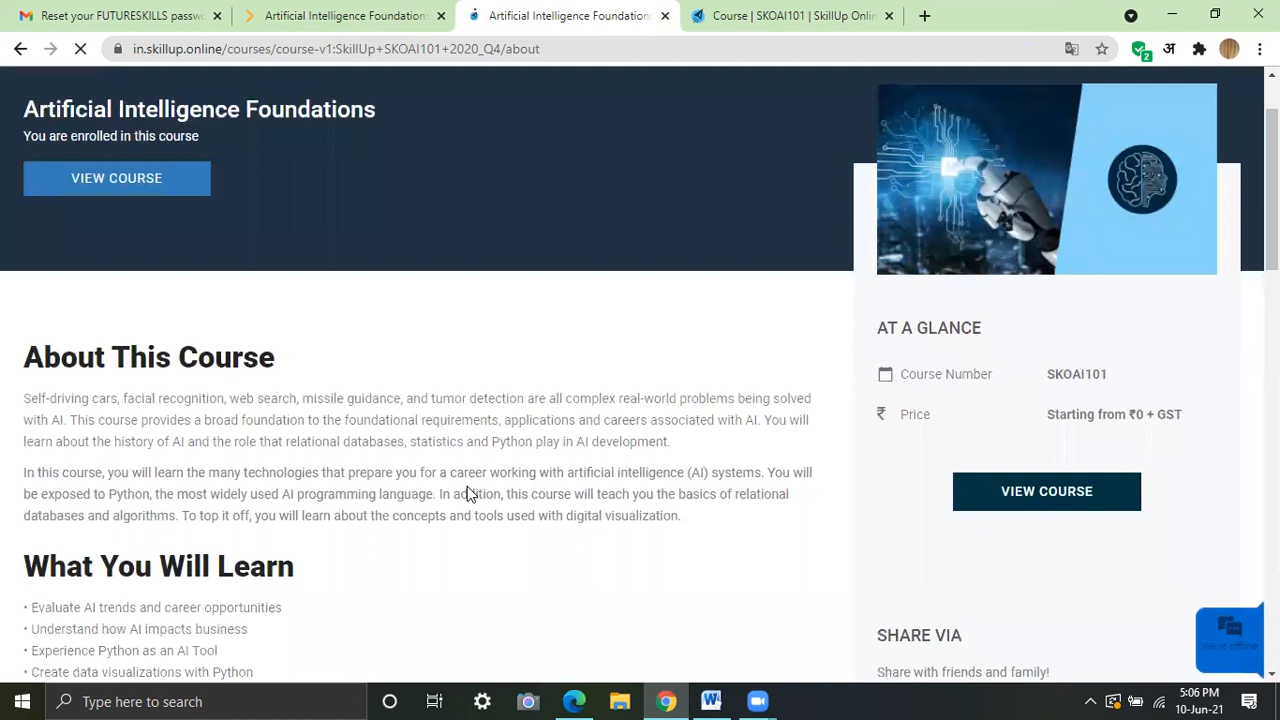 Reset your FUTURESKILLS passwo
Artificial Intelligence Foundations
Artificial Intelligence Foundations
Course | SKOAI101 | SkillUp Onlin
in.skillup.online/courses/course-v1:SkillUp+SKOAI101+2020_Q4/about
2
अ
Artificial Intelligence Foundations
You are enrolled in this course
VIEW COURSE
About This Course
Self-driving cars, facial recognition, web search, missile guidance, and tumor detection are all complex real-world problems being solved
with AI. This course provides a broad foundation to the foundational requirements, applications and careers associated with AI. You will
learn about the history of AI and the role that relational databases, statistics and Python play in AI development.
In this course, you will learn the many technologies that prepare you for a career working with artificial intelligence (AI) systems. You will
be exposed to Python, the most widely used AI programming language. In addition, this course will teach you the basics of relational
databases and algorithms. To top it off, you will learn about the concepts and tools used with digital visualization.
What You Will Learn
• Evaluate AI trends and career opportunities
• Understand how AI impacts business
• Experience Python as an AI Tool
• Create data visualizations with Python
AT A GLANCE
Course Number SKOAI101
₹ Price Starting from ₹0 + GST
VIEW COURSE
SHARE VIA
Share with friends and family!
We're offline
Type here to search
5:06 PM
10-Jun-21